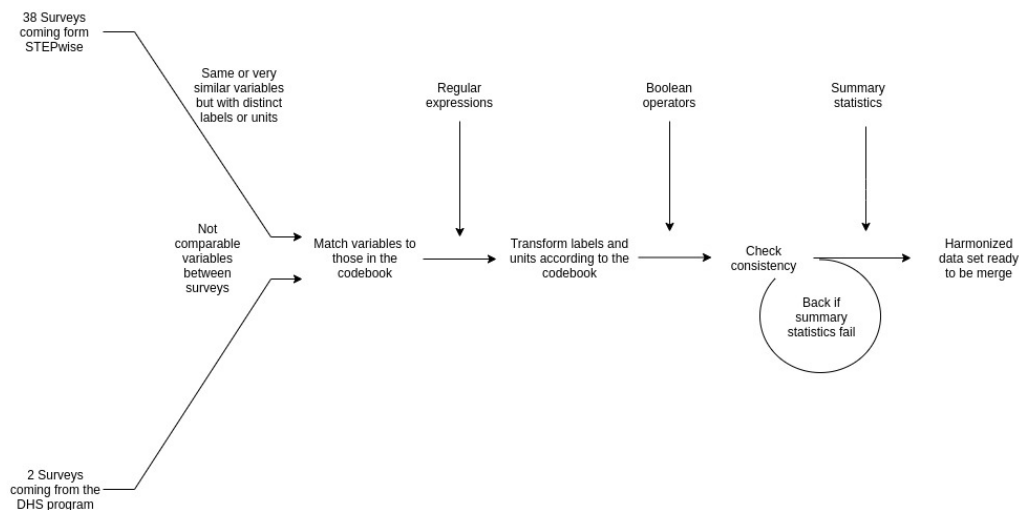 38 Surveys
coming form
STEPwise
Same or very
similar variables
but with distinct
labels or units
Regular
expressions
Boolean
operators
Summary
statistics
Not
comparable
variables
between
surveys
Match variables to
those in the
codebook
Transform labels and
units according to the
codebook
Check
consistency
Harmonized
data set ready
to be merge
Back if
summary
statistics fail
2 Surveys
coming from the
DHS program